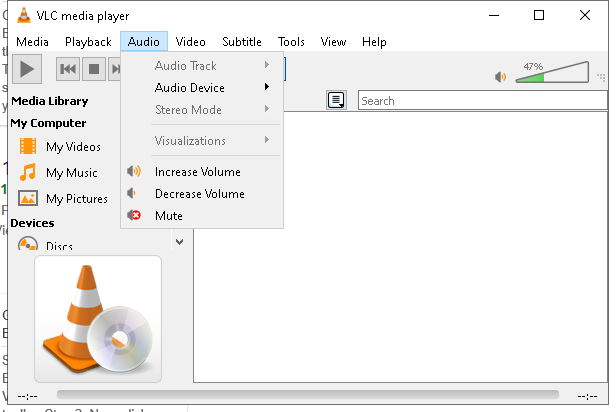 VLC media player
Media Playback Audio Video Subtitle Tools View Help
47%
Audio Track
Audio Device
Stereo Mode
Visualizations
Increase Volume
Decrease Volume
Mute
Search
Media Library
My Computer
My Videos
My Music
My Pictures
Devices
Discs
--:-- --:--